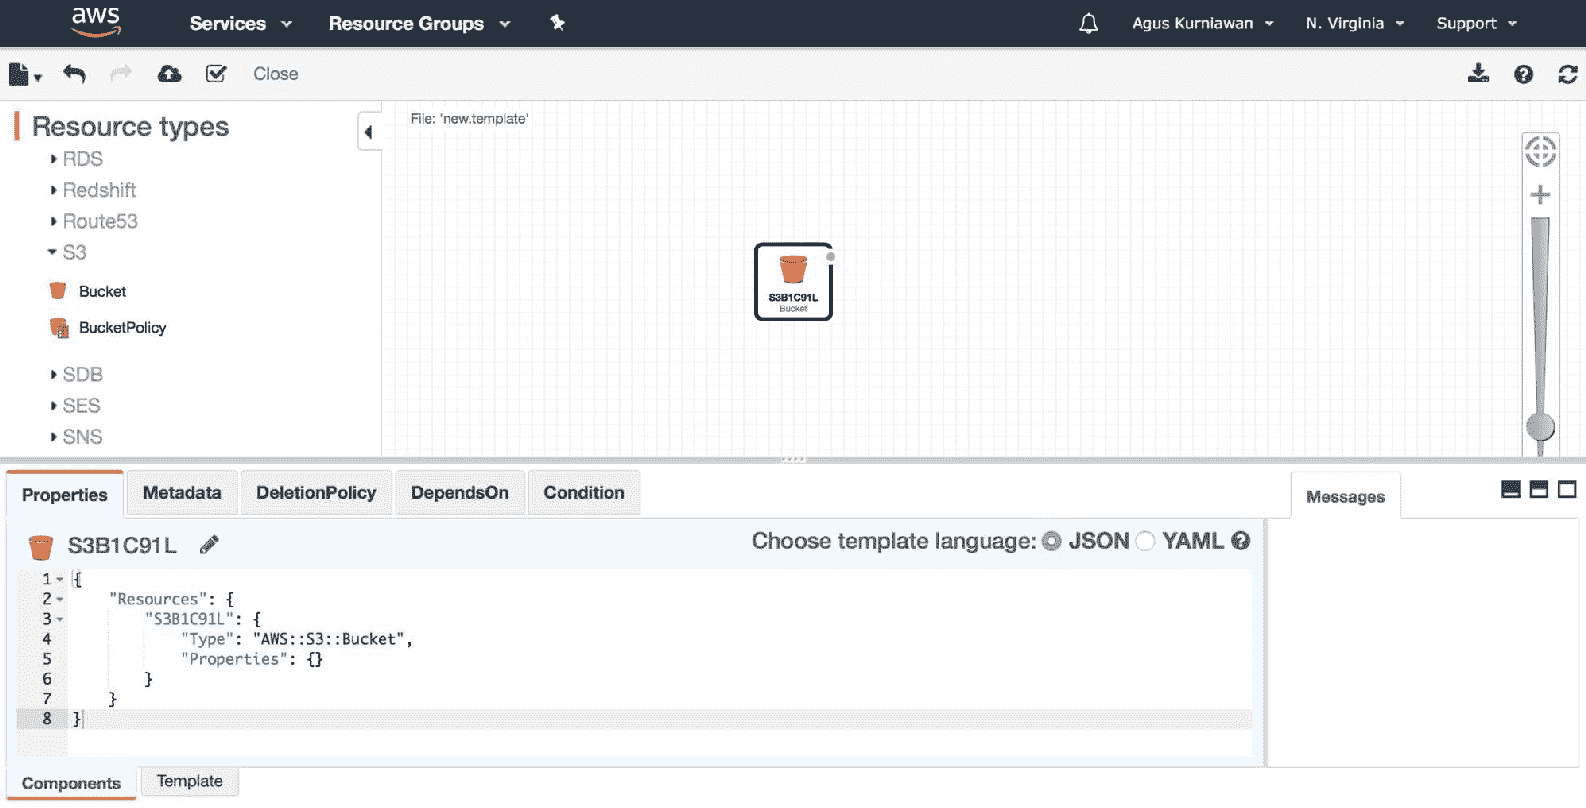 aws Services Resource Groups Agus Kurniawan N. Virginia Support
Close
Resource types
File: 'new.template'
RDS
Redshift
Route53
S3
Bucket
BucketPolicy
SDB
SES
SNS
S3B1C91L
Bucket
Properties Metadata DeletionPolicy DependsOn Condition Messages
S3B1C91L Choose template language: JSON YAML
1 {
2 "Resources": {
3 "S3B1C91L": {
4 "Type": "AWS::S3::Bucket",
5 "Properties": {}
6 }
7 }
8 }
Components Template